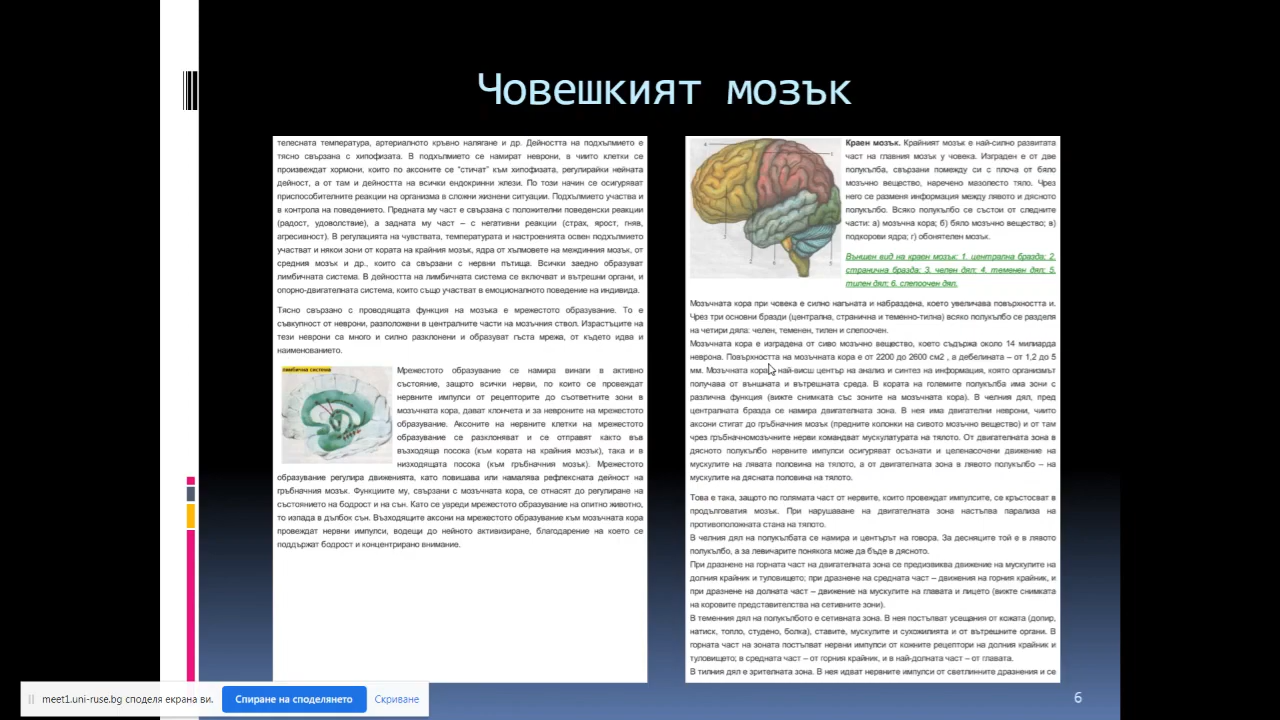 Човешкият мозък
телесната температура, артериалното кръвно налягане и др. Дейността на подхълмието е
тясно свързана с хипофизата. В подхълмието се намират неврони, в чиито клетки се
произвеждат хормони, които по аксоните се "стичат" към хипофизата, регулирайки нейната
дейност, а от там и дейността на всички ендокринни жлези. По този начин се осигуряват
приспособителните реакции на организма в сложни жизнени ситуации. Подхълмието участва и
в контрола на поведението. Предната му част е свързана с положителни поведенски реакции
(радост, удоволствие), а задната му част – с негативни реакции (страх, ярост, гняв,
агресивност). В регулацията на чувствата, температурата и настроенията освен подхълмието
участват и някои зони от кората на крайния мозък, ядра от хълмовете на междинния мозък, от
средния мозък и др., които са свързани с нервни пътища. Всички заедно образуват
лимбичната система. В дейността на лимбичната система се включват и вътрешни органи, и
опорно-двигателната система, които също участват в емоционалното поведение на индивида.
Тясно свързано с проводящата функция на мозъка е мрежестото образувание. То е
съвкупност от неврони, разположени в централните части на мозъчния ствол. Израстъците на
тези неврони са много и силно разклонени и образуват гъста мрежа, от където идва и
наименованието.
лимбична система
Мрежестото образувание се намира винаги в активно
състояние, защото всички нерви, по които се провеждат
нервните импулси от рецепторите до съответните зони в
мозъчната кора, дават клончета и за невроните на мрежестото
образувание. Аксоните на нервните клетки на мрежестото
образувание се разклоняват и се отправят както във
възходяща посока (към кората на крайния мозък), така и в
низходящата посока (към гръбначния мозък). Мрежестото
образувание регулира движенията, като повишава или намалява рефлексната дейност на
гръбначния мозък. Функциите му, свързани с мозъчната кора, се отнасят до регулиране на
състоянието на бодрост и на сън. Като се увреди мрежестото образувание на опитно животно,
то изпада в дълбок сън. Възходящите аксони на мрежестото образувание към мозъчната кора
провеждат нервни импулси, водещи до нейното активизиране, благодарение на което се
поддържат бодрост и концентрирано внимание.
Краен мозък. Крайният мозък е най-силно развитата
част на главния мозък у човека. Изграден е от две
полукълба, свързани помежду си с плоча от бяло
мозъчно вещество, наречено мазолесто тяло. Чрез
него се разменя информация между лявото и дясното
полукълбо. Всяко полукълбо се състои от следните
части: а) мозъчна кора; б) бяло мозъчно вещество; в)
подкорови ядра; г) обонятелен мозък.
Външен вид на краен мозък: 1. централна бразда; 2.
странична бразда; 3. челен дял; 4. теменен дял; 5.
тилен дял; 6. слепоочен дял.
Мозъчната кора при човека е силно нагъната и набраздена, което увеличава повърхността и.
Чрез три основни бразди (централна, странична и теменно-тилна) всяко полукълбо се разделя
на четири дяла: челен, теменен, тилен и слепоочен.
Мозъчната кора е изградена от сиво мозъчно вещество, което съдържа около 14 милиарда
неврона. Повърхността на мозъчната кора е от 2200 до 2600 см2 , а дебелината – от 1,2 до 5
мм. Мозъчната кора най-висш център на анализ и синтез на информация, която организмът
получава от външната и вътрешната среда. В кората на големите полукълба има зони с
различна функция (вижте снимката със зоните на мозъчната кора). В челния дял, пред
централната бразда се намира двигателната зона. В нея има двигателни неврони, чиито
аксони стигат до гръбначния мозък (предните колонки на сивото мозъчно вещество) и от там
чрез гръбначномозъчните нерви командват мускулатурата на тялото. От двигателната зона в
дясното полукълбо нервните импулси осигуряват осъзнати и целенасочени движение на
мускулите на лявата половина на тялото, а от двигателната зона в лявото полукълбо – на
мускулите на дясната половина на тялото.
Това е така, защото по голямата част от нервите, които провеждат импулсите, се кръстосват в
продълговатия мозък. При нарушаване на двигателната зона настъпва парализа на
противоположната стана на тялото.
В челния дял на полукълбата се намира и центърът на говора. За десняците той е в лявото
полукълбо, а за левичарите понякога може да бъде в дясното.
При дразнене на горната част на двигателната зона се предизвиква движение на мускулите на
долния крайник и туловището; при дразнене на средната част – движения на горния крайник, и
при дразнене на долната част – движение на мускулите на главата и лицето (вижте снимката
на коровите представителства на сетивните зони).
В теменния дял на полукълбото е сетивната зона. В нея постъпват усещания от кожата (допир,
натиск, топло, студено, болка), ставите, мускулите и сухожилията и от вътрешните органи. В
горната част на зоната постъпват нервни импулси от кожните рецептори на долния крайник и
туловището; в средната част – от горния крайник, и в най-долната част – от главата.
В тилния дял е зрителната зона. В нея идват нервните импулси от светлинните дразнения и се
meet1.uni-ruse.bg споделя екрана ви.
Спиране на споделянето
Скриване
6